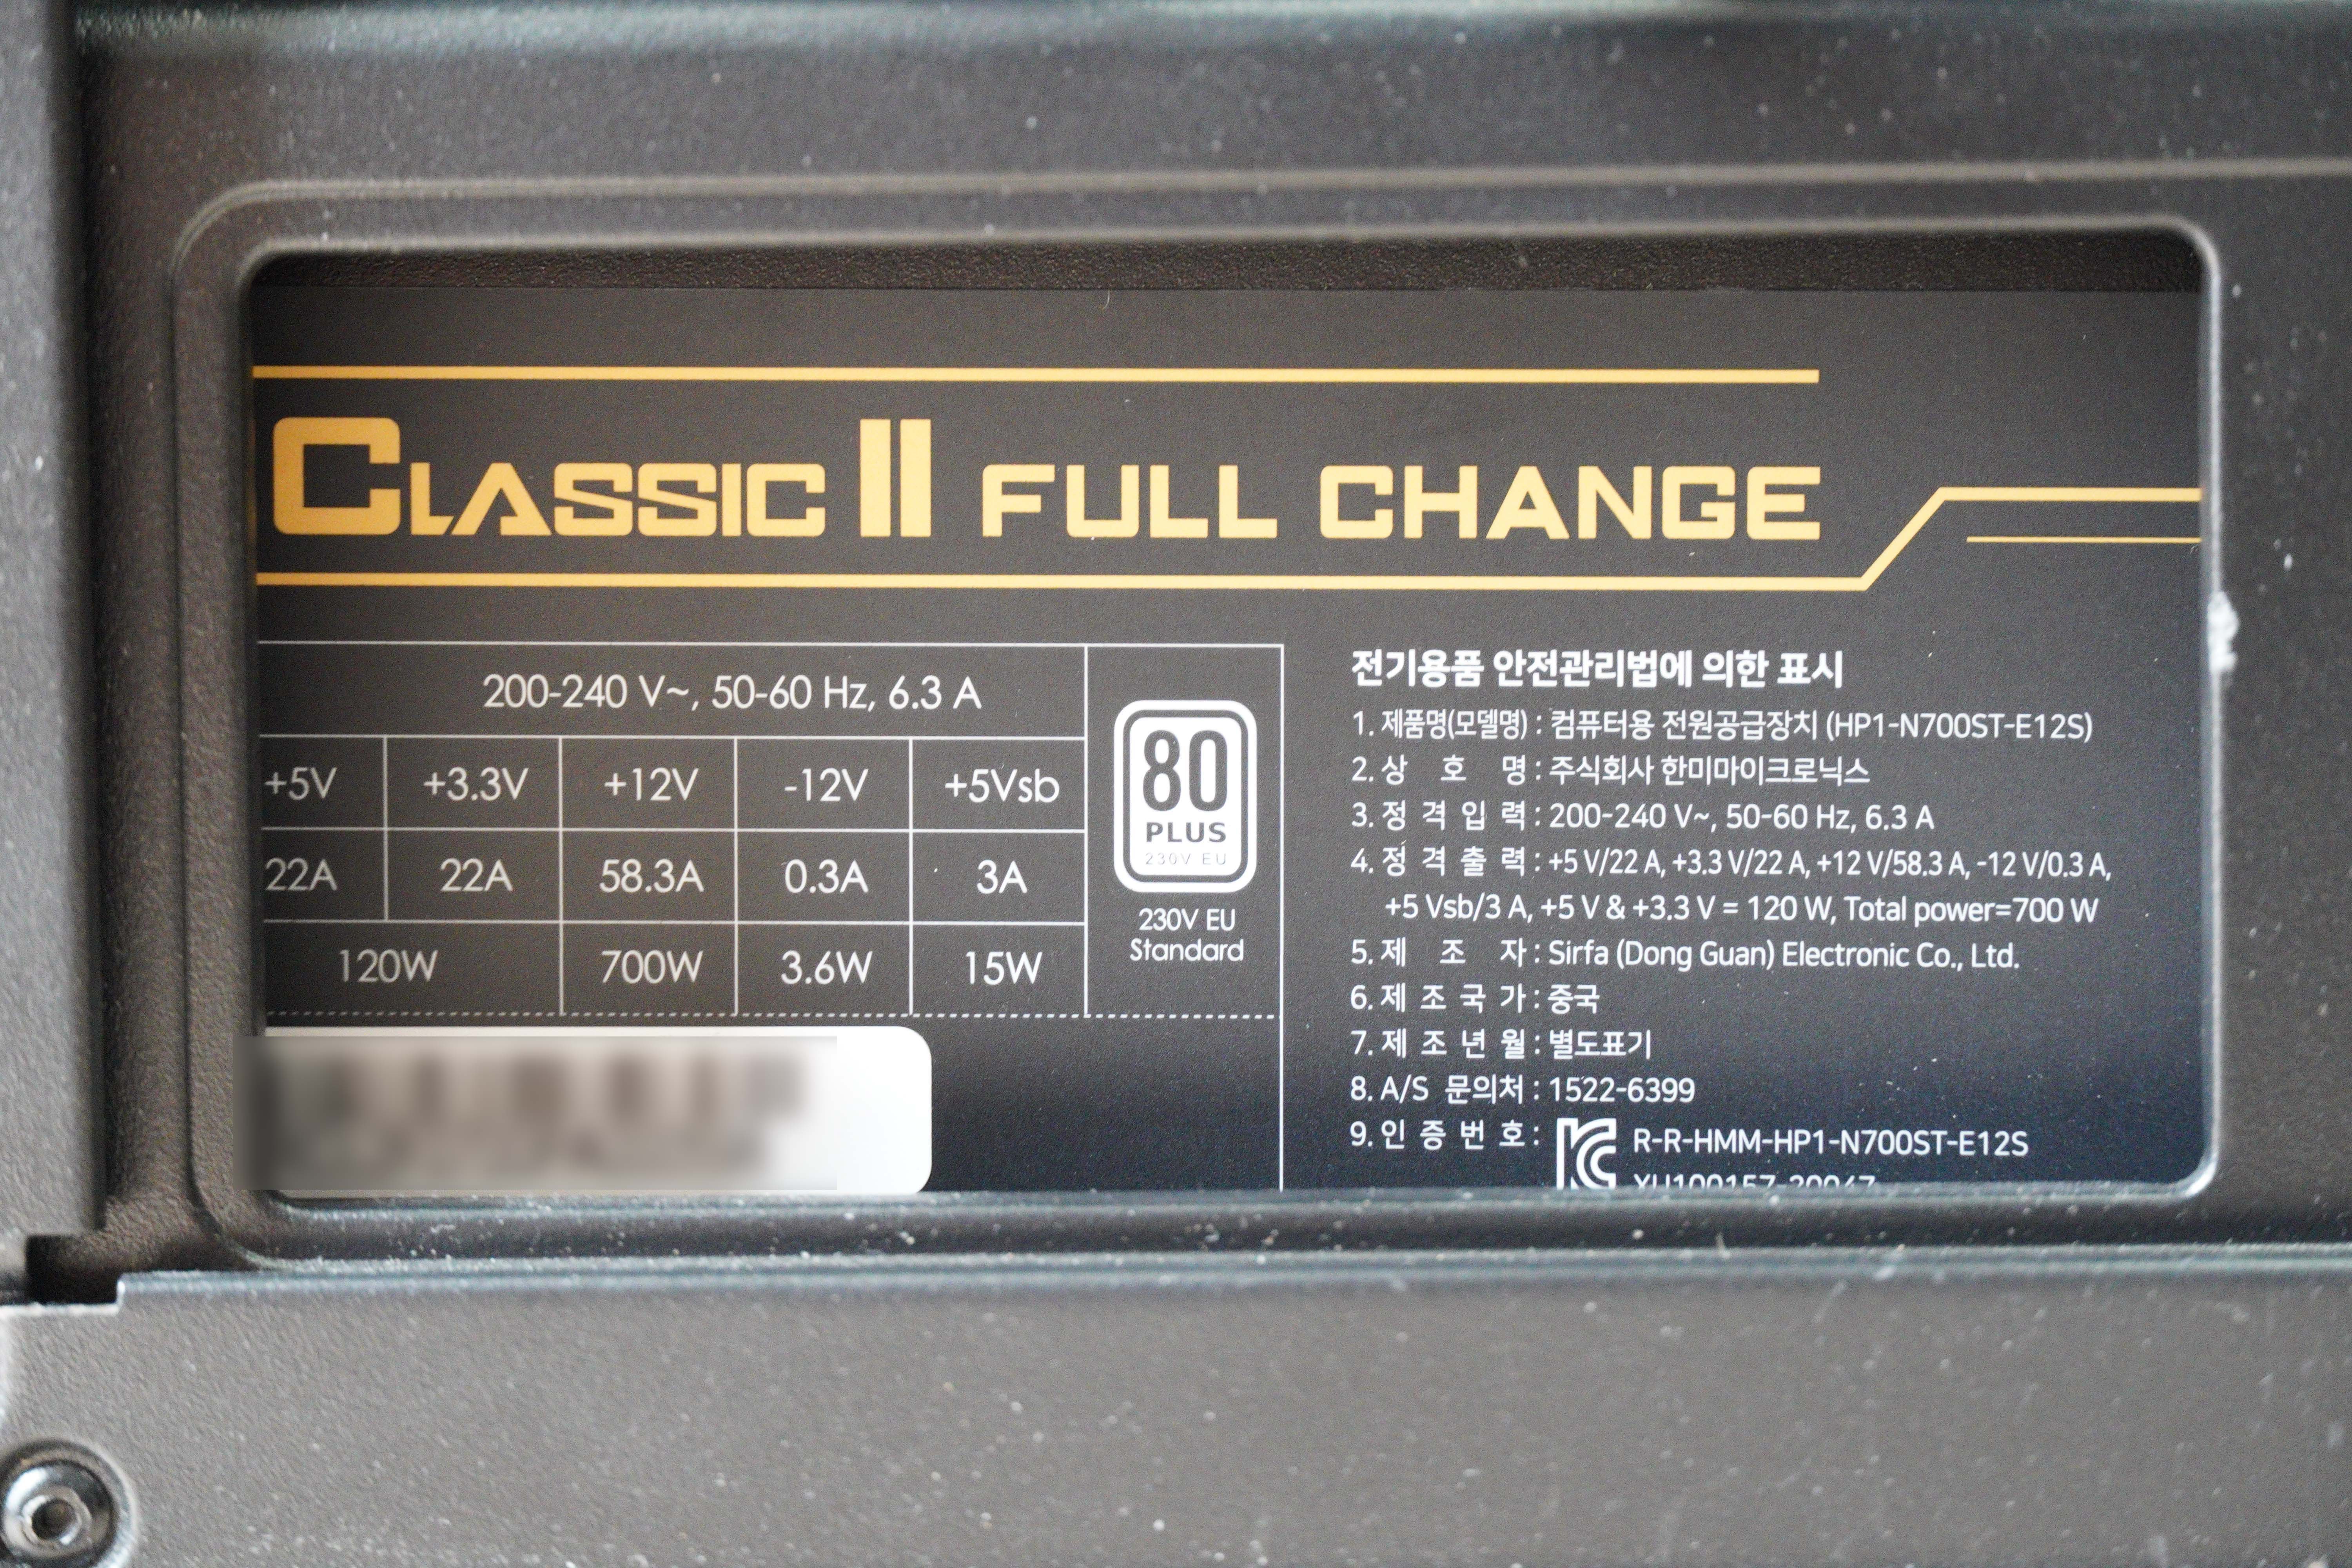 CLASSIC II FULL CHANGE
200-240 V~, 50-60 Hz, 6.3 A
+5V +3.3V +12V -12V +5Vsb
22A 22A 58.3A 0.3A 3A
120W 700W 3.6W 15W
80
PLUS
230V EU
230V EU
Standard
전기용품 안전관리법에 의한 표시
1. 제품명(모델명) : 컴퓨터용 전원공급장치 (HP1-N700ST-E12S)
2. 상 호 명 : 주식회사 한미마이크로닉스
3. 정 격 입 력 : 200-240 V~, 50-60 Hz, 6.3 A
4. 정 격 출 력 : +5 V/22 A, +3.3 V/22 A, +12 V/58.3 A, -12 V/0.3 A,
+5 Vsb/3 A, +5 V & +3.3 V = 120 W, Total power=700 W
5. 제 조 자 : Sirfa (Dong Guan) Electronic Co., Ltd.
6. 제 조 국 가 : 중국
7. 제 조 년 월 : 별도표기
8. A/S 문의처 : 1522-6399
9. 인 증 번 호 : R-R-HMM-HP1-N700ST-E12S